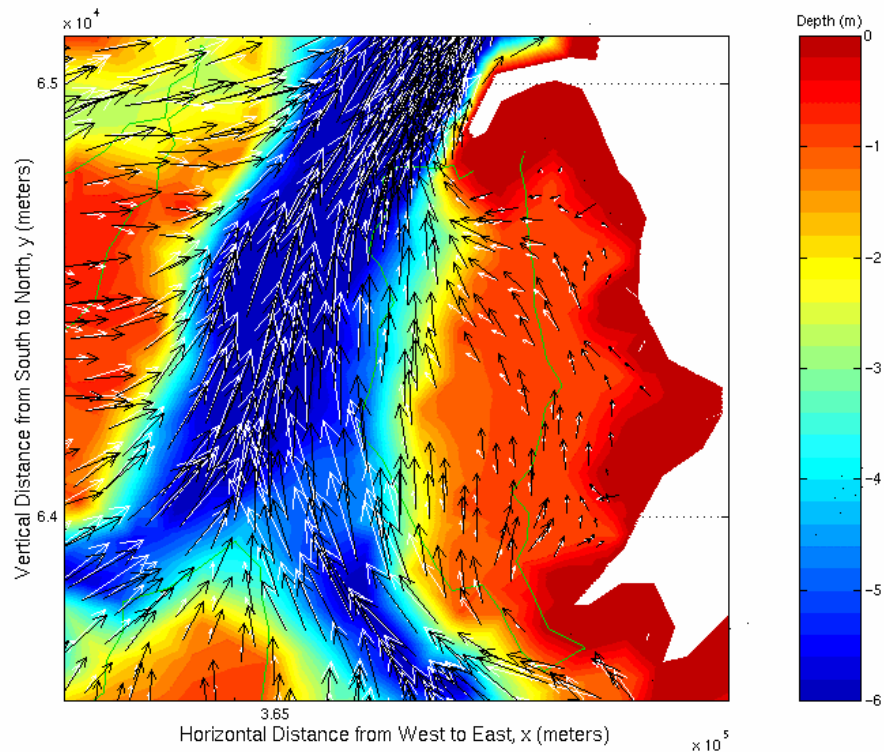 x 10⁴
Depth (m)
6.5
6.4
Vertical Distance from South to North, y (meters)
0
−1
−2
−3
−4
−5
−6
3.65
Horizontal Distance from West to East, x (meters)
x 10⁵